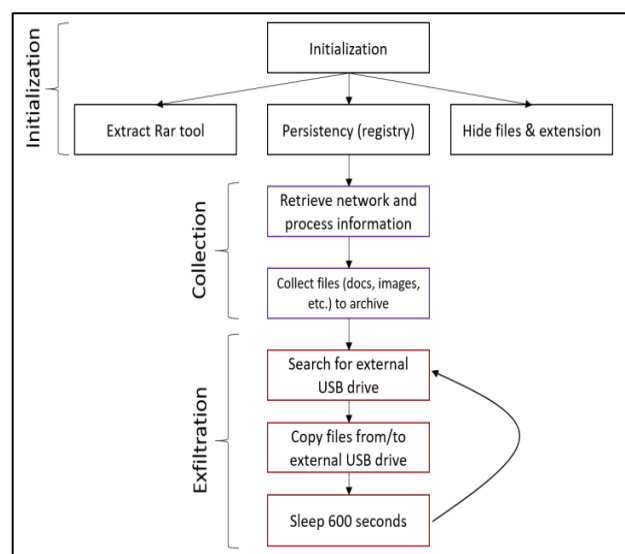 Initialization
Initialization
Extract Rar tool
Persistency (registry)
Hide files & extension
Collection
Retrieve network and
process information
Collect files (docs, images,
etc.) to archive
Exfiltration
Search for external
USB drive
Copy files from/to
external USB drive
Sleep 600 seconds